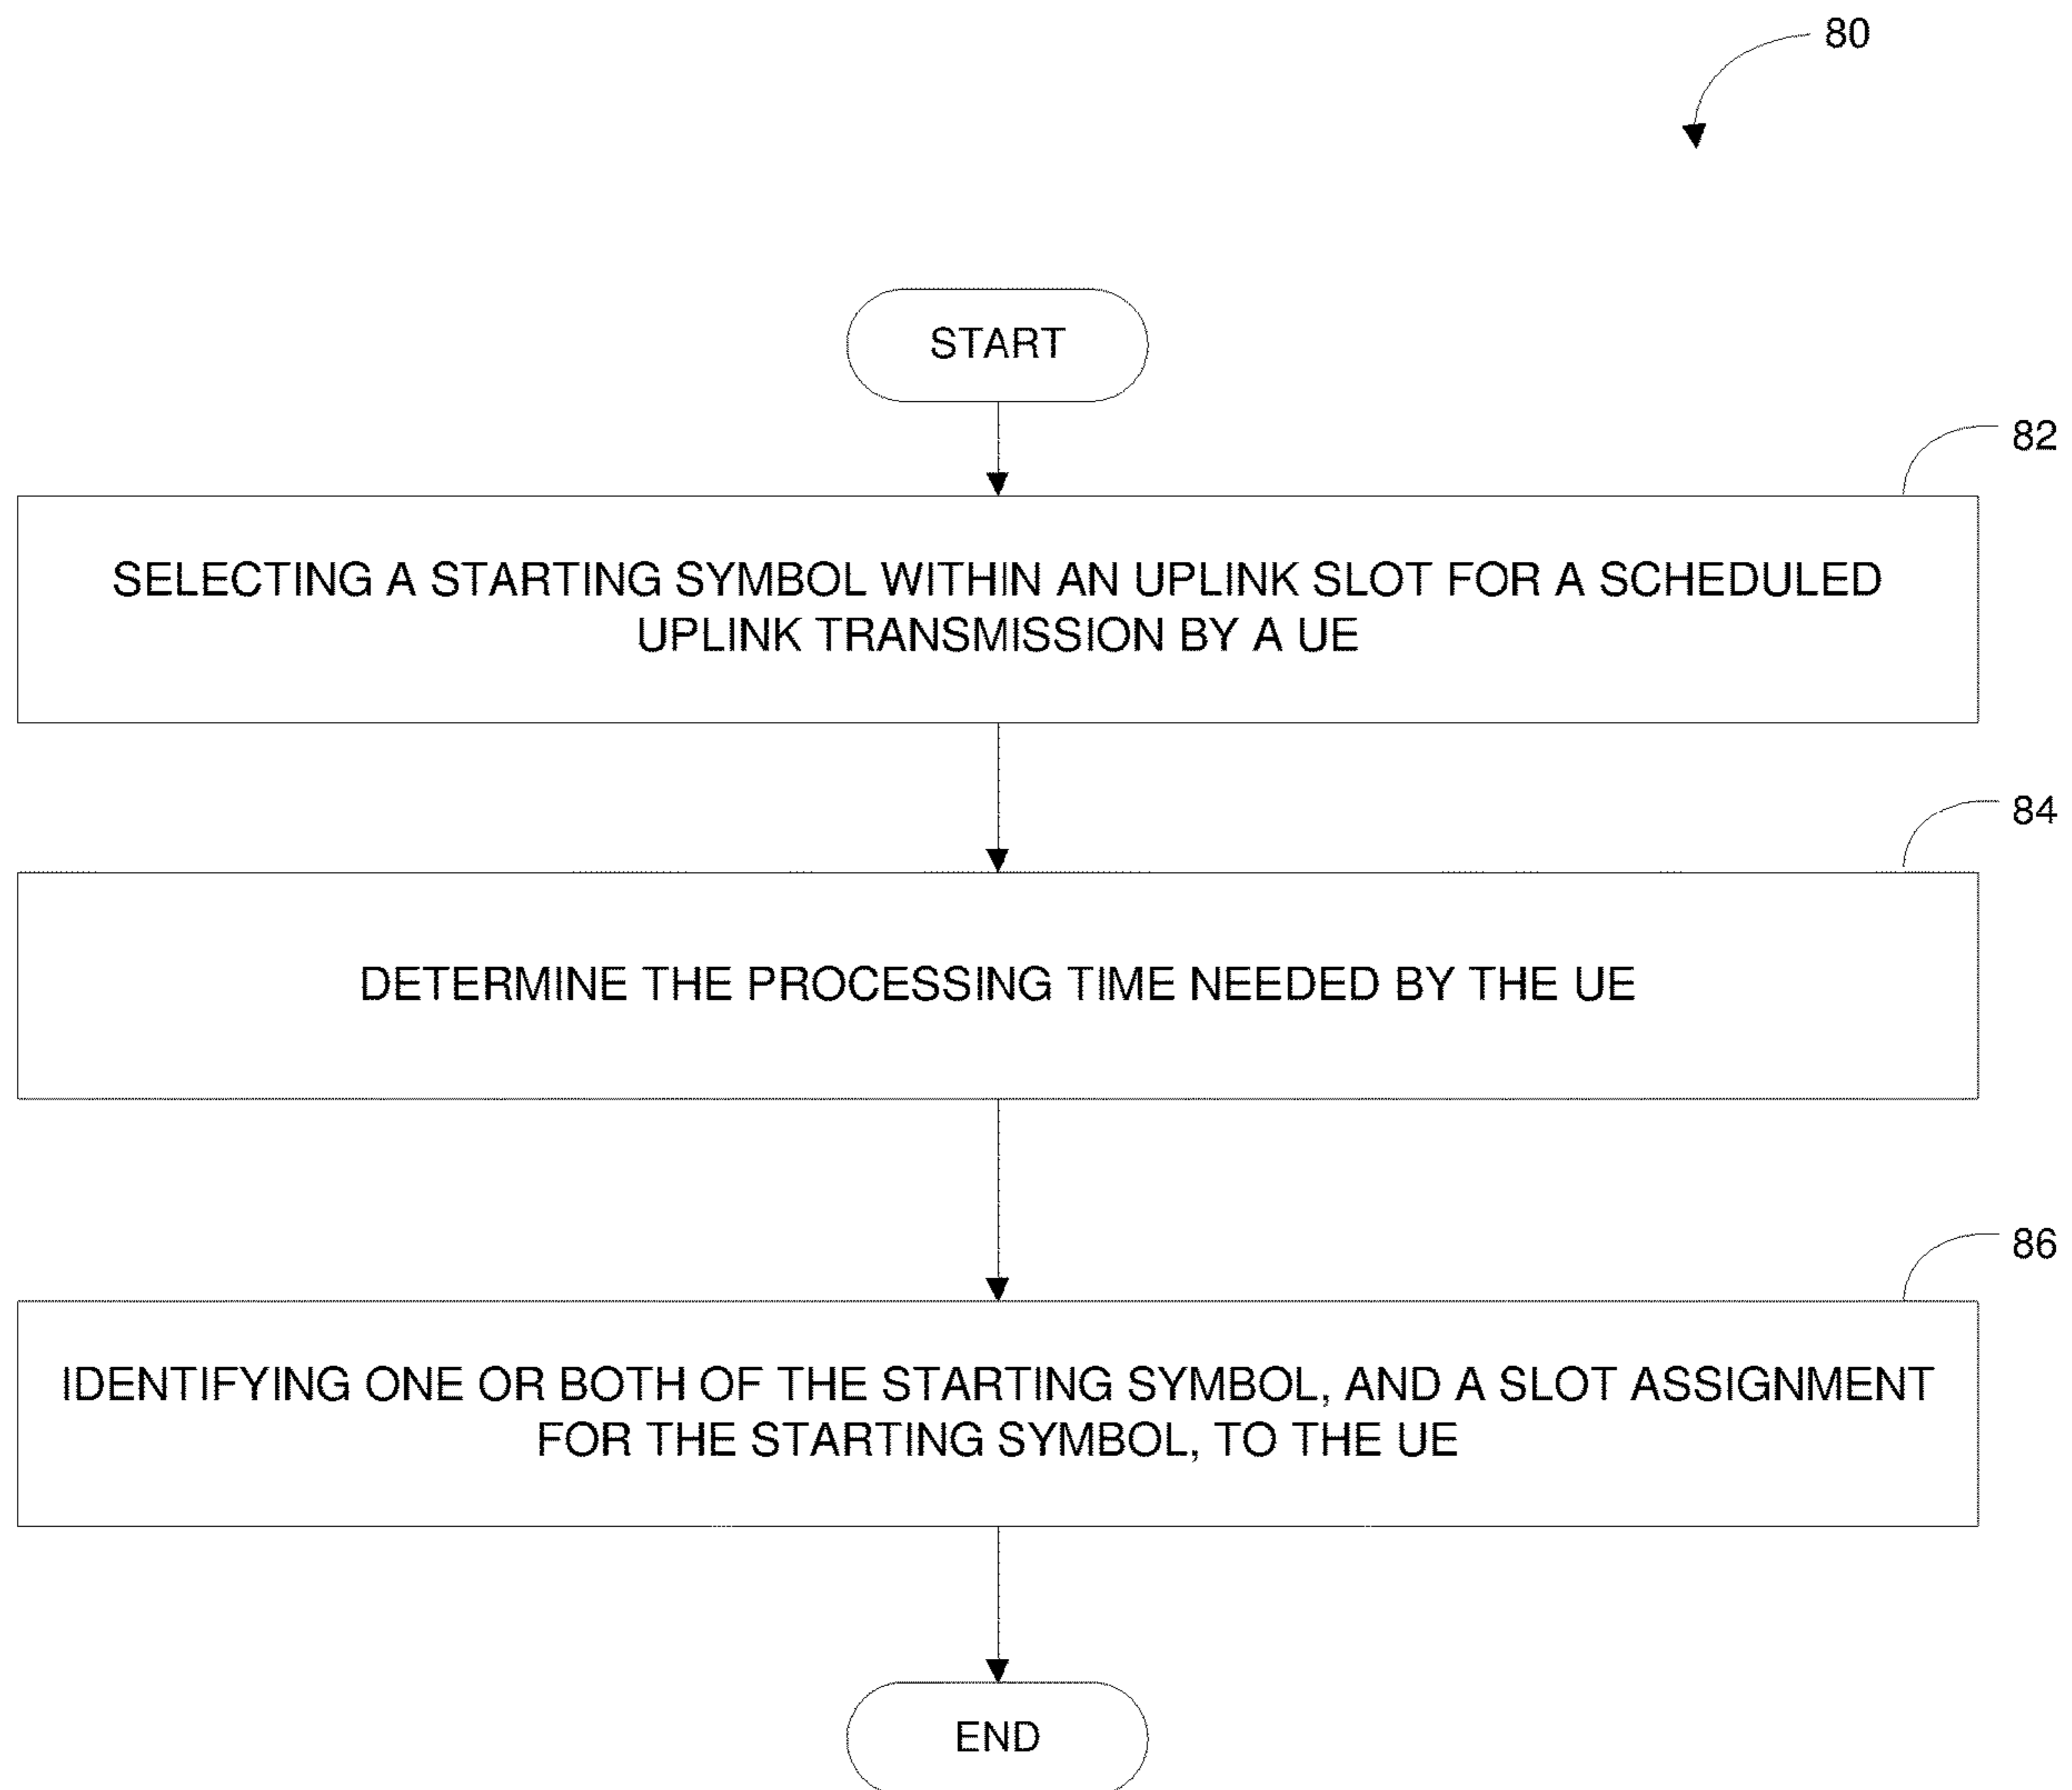 80
START
82
SELECTING A STARTING SYMBOL WITHIN AN UPLINK SLOT FOR A SCHEDULED
UPLINK TRANSMISSION BY A UE
84
DETERMINE THE PROCESSING TIME NEEDED BY THE UE
86
IDENTIFYING ONE OR BOTH OF THE STARTING SYMBOL, AND A SLOT ASSIGNMENT
FOR THE STARTING SYMBOL, TO THE UE
END